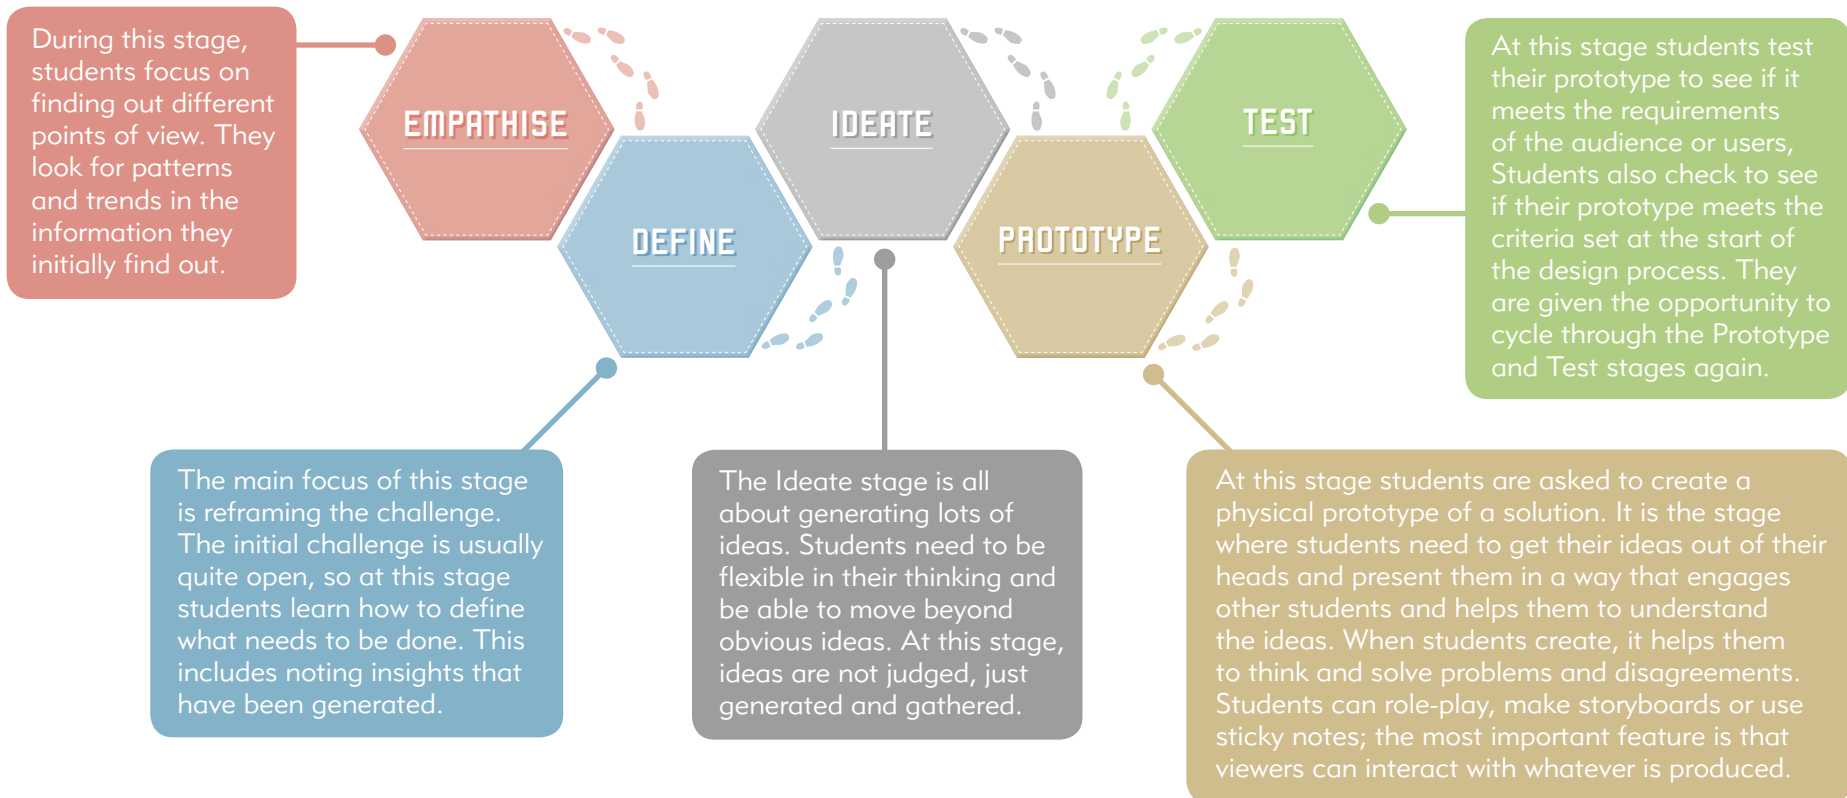 During this stage,
students focus on
finding out different
points of view. They
look for patterns
and trends in the
information they
initially find out.
EMPATHISE
DEFINE
IDEATE
PROTOTYPE
TEST
At this stage students test
their prototype to see if it
meets the requirements
of the audience or users,
Students also check to see
if their prototype meets the
criteria set at the start of
the design process. They
are given the opportunity to
cycle through the Prototype
and Test stages again.
The main focus of this stage
is reframing the challenge.
The initial challenge is usually
quite open, so at this stage
students learn how to define
what needs to be done. This
includes noting insights that
have been generated.
The Ideate stage is all
about generating lots of
ideas. Students need to be
flexible in their thinking and
be able to move beyond
obvious ideas. At this stage,
ideas are not judged, just
generated and gathered.
At this stage students are asked to create a
physical prototype of a solution. It is the stage
where students need to get their ideas out of their
heads and present them in a way that engages
other students and helps them to understand
the ideas. When students create, it helps them
to think and solve problems and disagreements.
Students can role-play, make storyboards or use
sticky notes; the most important feature is that
viewers can interact with whatever is produced.